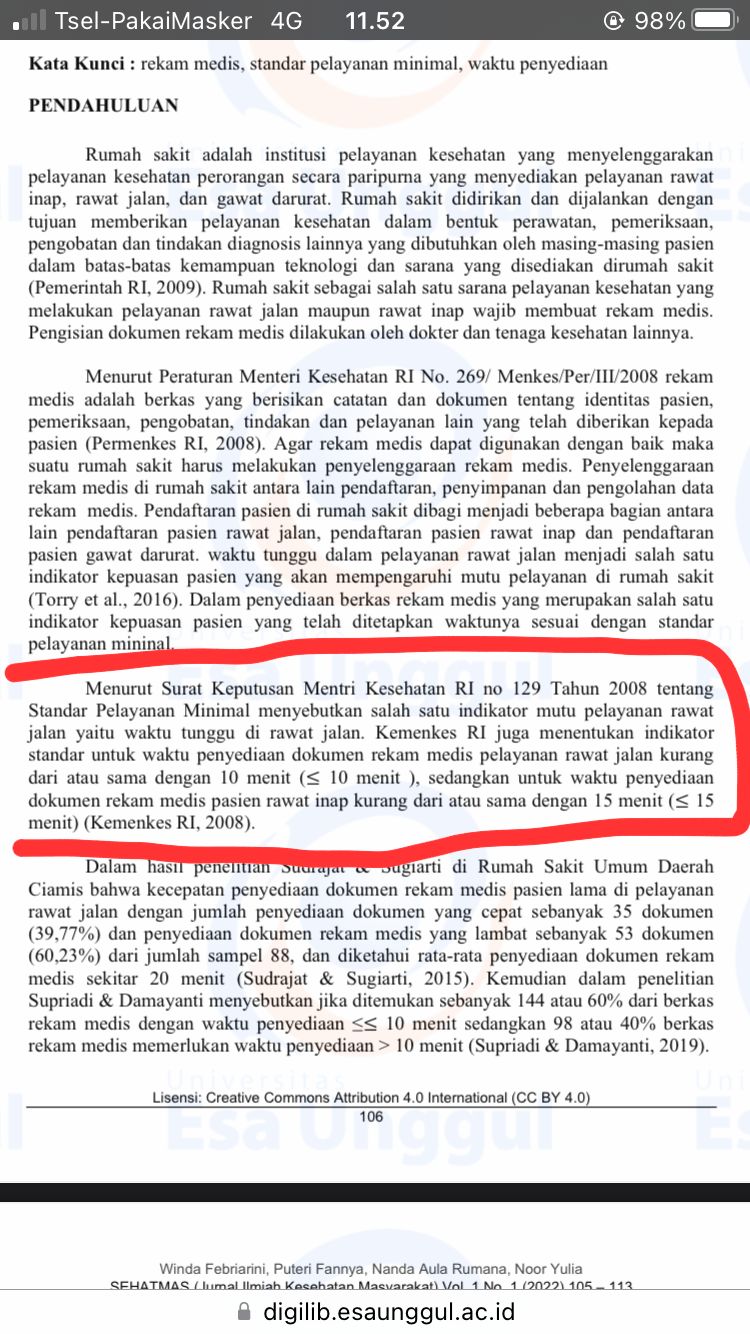 Tsel-PakaiMasker 4G 11.52 98%
Kata Kunci : rekam medis, standar pelayanan minimal, waktu penyediaan
PENDAHULUAN
Rumah sakit adalah institusi pelayanan kesehatan yang menyelenggarakan
pelayanan kesehatan perorangan secara paripurna yang menyediakan pelayanan rawat
inap, rawat jalan, dan gawat darurat. Rumah sakit didirikan dan dijalankan dengan
tujuan memberikan pelayanan kesehatan dalam bentuk perawatan, pemeriksaan,
pengobatan dan tindakan diagnosis lainnya yang dibutuhkan oleh masing-masing pasien
dalam batas-batas kemampuan teknologi dan sarana yang disediakan dirumah sakit
(Pemerintah RI, 2009). Rumah sakit sebagai salah satu sarana pelayanan kesehatan yang
melakukan pelayanan rawat jalan maupun rawat inap wajib membuat rekam medis.
Pengisian dokumen rekam medis dilakukan oleh dokter dan tenaga kesehatan lainnya.
Menurut Peraturan Menteri Kesehatan RI No. 269/ Menkes/Per/III/2008 rekam
medis adalah berkas yang berisikan catatan dan dokumen tentang identitas pasien,
pemeriksaan, pengobatan, tindakan dan pelayanan lain yang telah diberikan kepada
pasien (Permenkes RI, 2008). Agar rekam medis dapat digunakan dengan baik maka
suatu rumah sakit harus melakukan penyelenggaraan rekam medis. Penyelenggaraan
rekam medis di rumah sakit antara lain pendaftaran, penyimpanan dan pengolahan data
rekam medis. Pendaftaran pasien di rumah sakit dibagi menjadi beberapa bagian antara
lain pendaftaran pasien rawat jalan, pendaftaran pasien rawat inap dan pendaftaran
pasien gawat darurat. waktu tunggu dalam pelayanan rawat jalan menjadi salah satu
indikator kepuasan pasien yang akan mempengaruhi mutu pelayanan di rumah sakit
(Torry et al., 2016). Dalam penyediaan berkas rekam medis yang merupakan salah satu
indikator kepuasan pasien yang telah ditetapkan waktunya sesuai dengan standar
pelayanan mininal.
Menurut Surat Keputusan Mentri Kesehatan RI no 129 Tahun 2008 tentang
Standar Pelayanan Minimal menyebutkan salah satu indikator mutu pelayanan rawat
jalan yaitu waktu tunggu di rawat jalan. Kemenkes RI juga menentukan indikator
standar untuk waktu penyediaan dokumen rekam medis pelayanan rawat jalan kurang
dari atau sama dengan 10 menit (≤ 10 menit ), sedangkan untuk waktu penyediaan
dokumen rekam medis pasien rawat inap kurang dari atau sama dengan 15 menit (≤ 15
menit) (Kemenkes RI, 2008).
Dalam hasil penelitian Sudrajat & Sugiarti di Rumah Sakit Umum Daerah
Ciamis bahwa kecepatan penyediaan dokumen rekam medis pasien lama di pelayanan
rawat jalan dengan jumlah penyediaan dokumen yang cepat sebanyak 35 dokumen
(39,77%) dan penyediaan dokumen rekam medis yang lambat sebanyak 53 dokumen
(60,23%) dari jumlah sampel 88, dan diketahui rata-rata penyediaan dokumen rekam
medis sekitar 20 menit (Sudrajat & Sugiarti, 2015). Kemudian dalam penelitian
Supriadi & Damayanti menyebutkan jika ditemukan sebanyak 144 atau 60% dari berkas
rekam medis dengan waktu penyediaan ≤≤ 10 menit sedangkan 98 atau 40% berkas
rekam medis memerlukan waktu penyediaan > 10 menit (Supriadi & Damayanti, 2019).
Universitas
Esa Unggul
Lisensi: Creative Commons Attribution 4.0 International (CC BY 4.0)
106
Winda Febriarini, Puteri Fannya, Nanda Aula Rumana, Noor Yulia
SEHATMAS (Jurnal Ilmiah Kesehatan Masyarakat) Vol. 1 No. 1 (2022) 105 – 113
digilib.esaunggul.ac.id